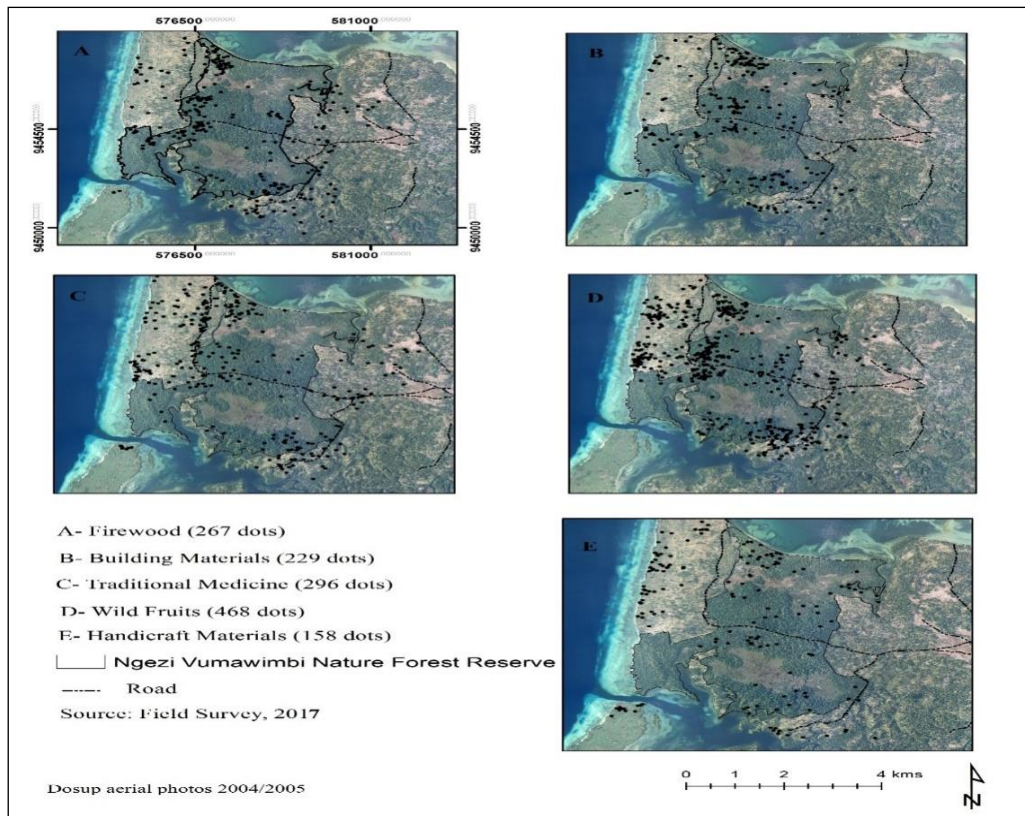 576500 581000
A
9454500 9454500
9450000 9450000
576500 581000
B
C
D
E
A- Firewood (267 dots)
B- Building Materials (229 dots)
C- Traditional Medicine (296 dots)
D- Wild Fruits (468 dots)
E- Handicraft Materials (158 dots)
Ngezi Vumawimbi Nature Forest Reserve
Road
Source: Field Survey, 2017
Dosup aerial photos 2004/2005
0 1 2 4 kms
N